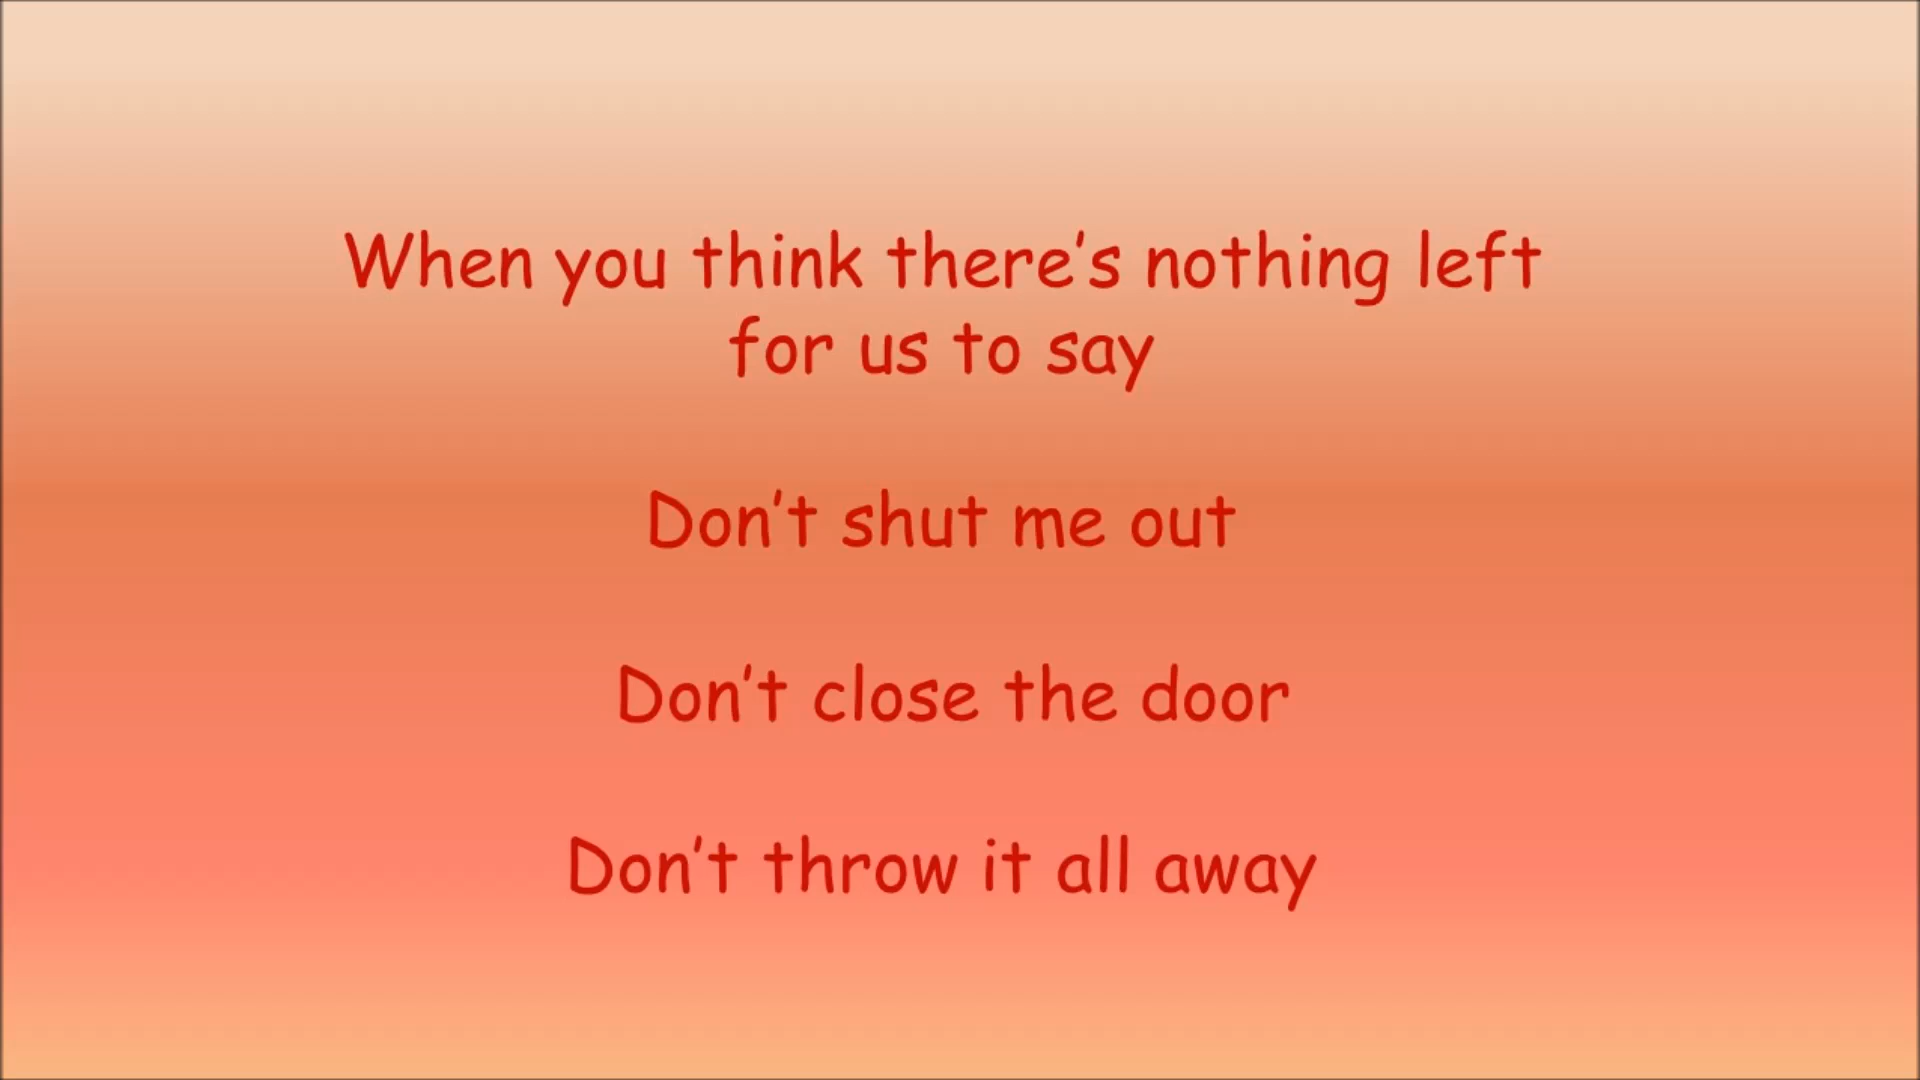 When you think there’s nothing left
for us to say
Don’t shut me out
Don’t close the door
Don’t throw it all away